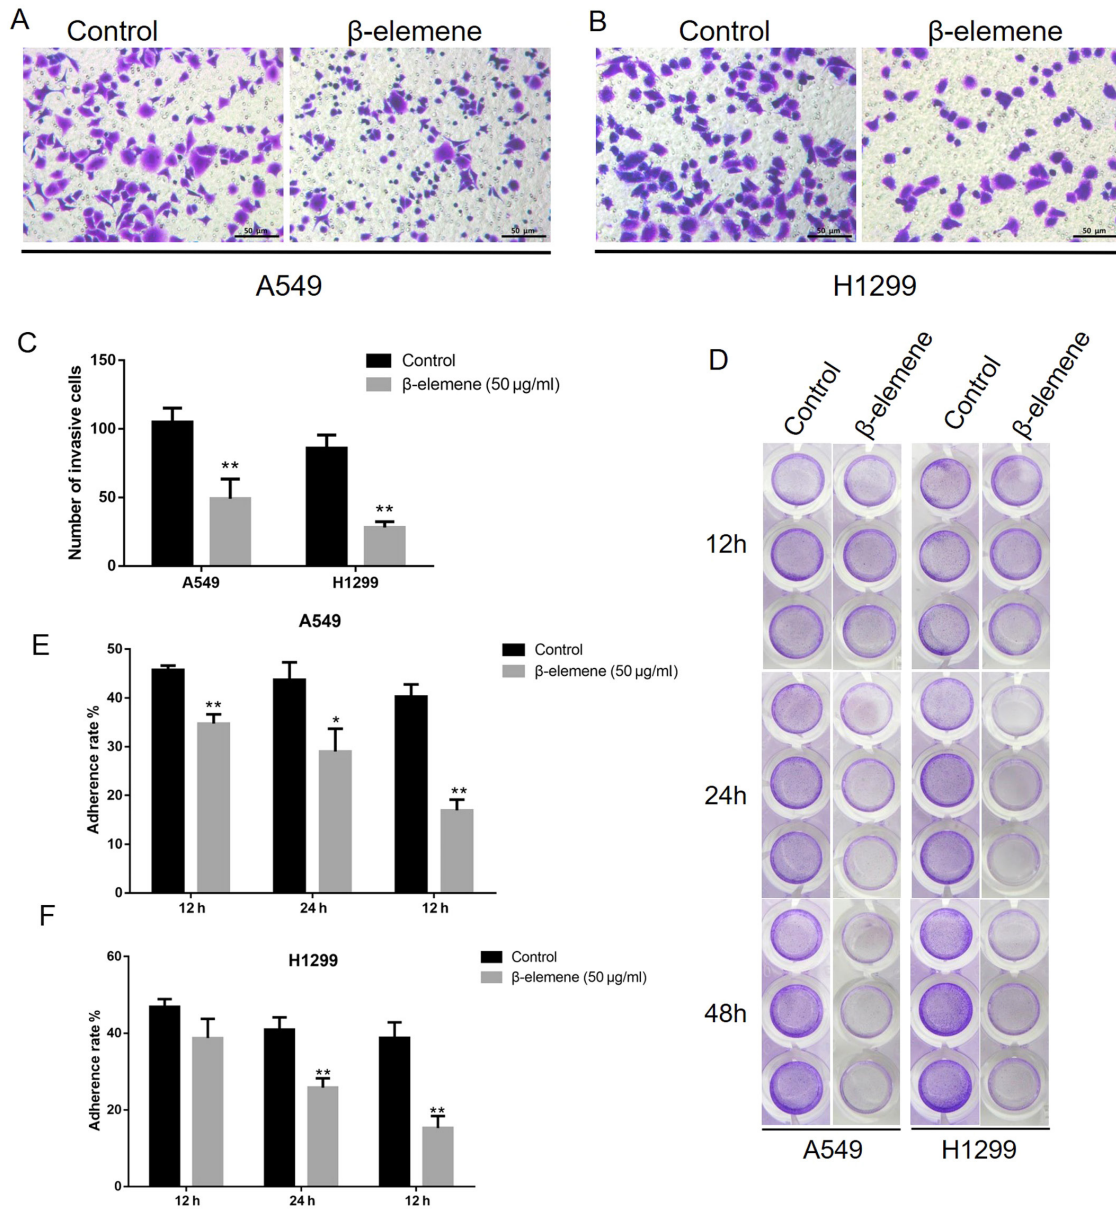 A
Control
β-elemene
50 μm
50 μm
A549
B
Control
β-elemene
50 μm
50 μm
H1299
C
Number of invasive cells
150
100
50
0
**
**
A549
H1299
Control
β-elemene (50 μg/ml)
D
Control
β-elemene
Control
β-elemene
12h
24h
48h
A549
H1299
E
A549
Adherence rate %
50
40
30
20
10
0
**
*
**
12 h
24 h
12 h
Control
β-elemene (50 μg/ml)
F
H1299
Adherence rate %
60
40
20
0
**
**
12 h
24 h
12 h
Control
β-elemene (50 μg/ml)